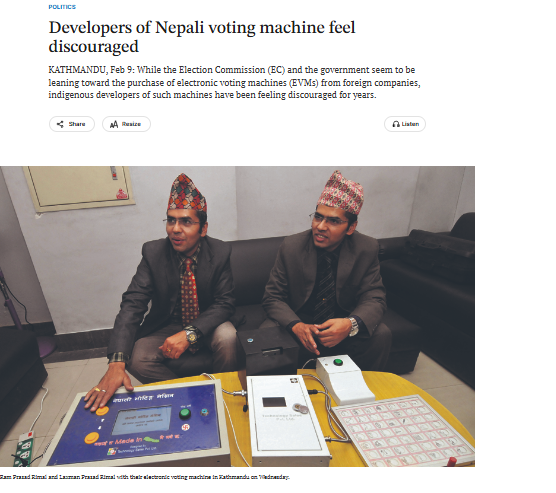 POLITICS
Developers of Nepali voting machine feel
discouraged
KATHMANDU, Feb 9: While the Election Commission (EC) and the government seem to be
leaning toward the purchase of electronic voting machines (EVMs) from foreign companies,
indigenous developers of such machines have been feeling discouraged for years.
Share
AA Resize
Listen
नेपाली भोटिङ मेसिन
Made in
Ram Prasad Rimal and Laxman Prasad Rimal with their electronic voting machine in Kathmandu on Wednesday.